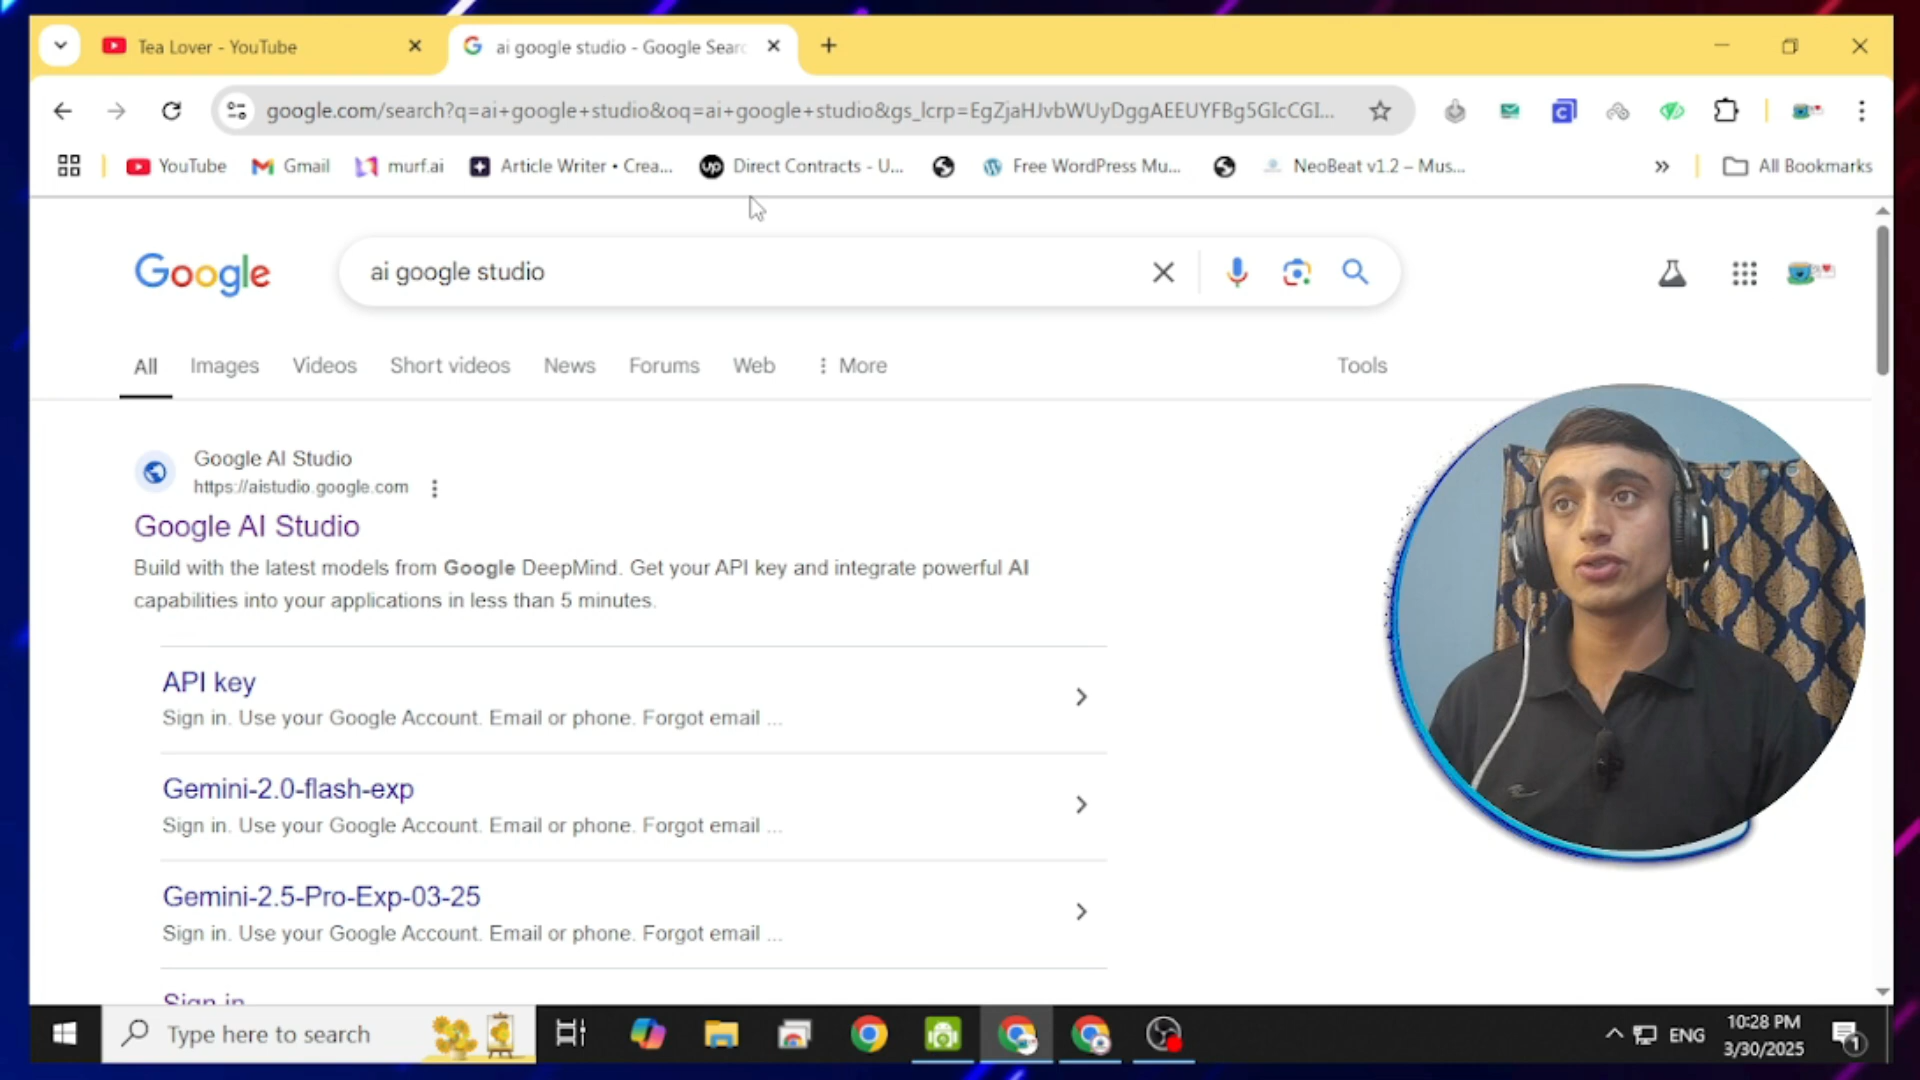 Tea Lover - YouTube
ai google studio - Google Searc
google.com/search?q=ai+google+studio&oq=ai+google+studio&gs_lcrp=EgZjaHJvbWUyDggAEEUYFBg5GIcCGI...
YouTube
Gmail
murf.ai
Article Writer • Crea...
up
Direct Contracts - U...
Free WordPress Mu...
NeoBeat v1.2 – Mus...
All Bookmarks
Google
ai google studio
All
Images
Videos
Short videos
News
Forums
Web
More
Tools
Google AI Studio
https://aistudio.google.com
Google AI Studio
Build with the latest models from Google DeepMind. Get your API key and integrate powerful AI
capabilities into your applications in less than 5 minutes.
API key
Sign in. Use your Google Account. Email or phone. Forgot email ...
Gemini-2.0-flash-exp
Sign in. Use your Google Account. Email or phone. Forgot email ...
Gemini-2.5-Pro-Exp-03-25
Sign in. Use your Google Account. Email or phone. Forgot email ...
Sign in
Type here to search
ENG
10:28 PM
3/30/2025
1